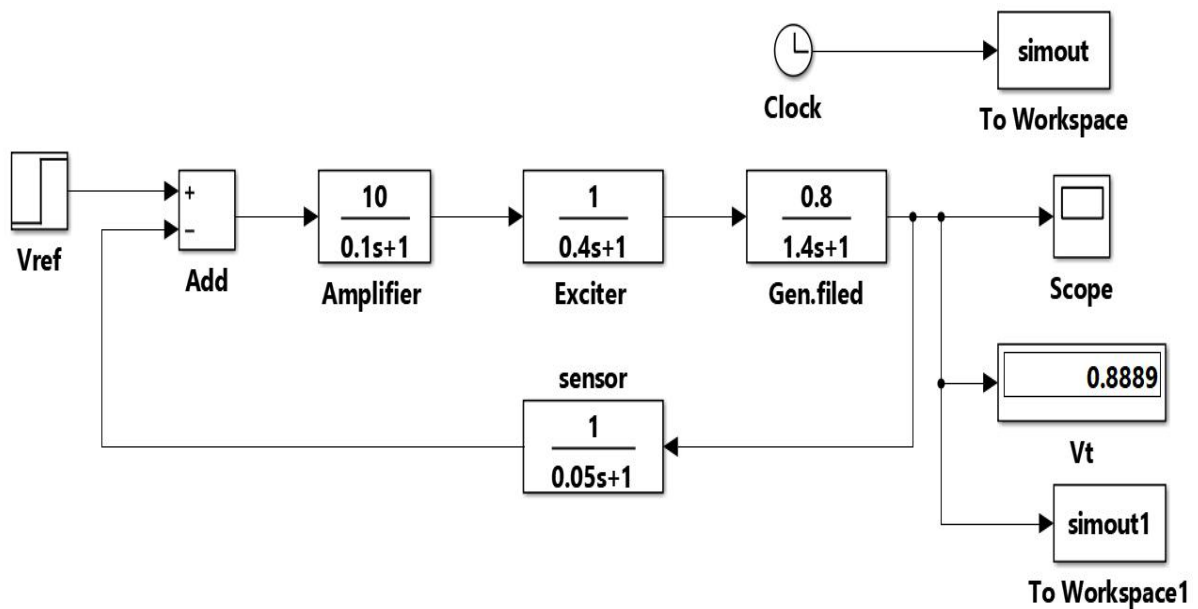 simout
Clock
To Workspace
Vref
+
−
Add
10
0.1s+1
Amplifier
1
0.4s+1
Exciter
0.8
1.4s+1
Gen.filed
Scope
sensor
1
0.05s+1
0.8889
Vt
simout1
To Workspace1